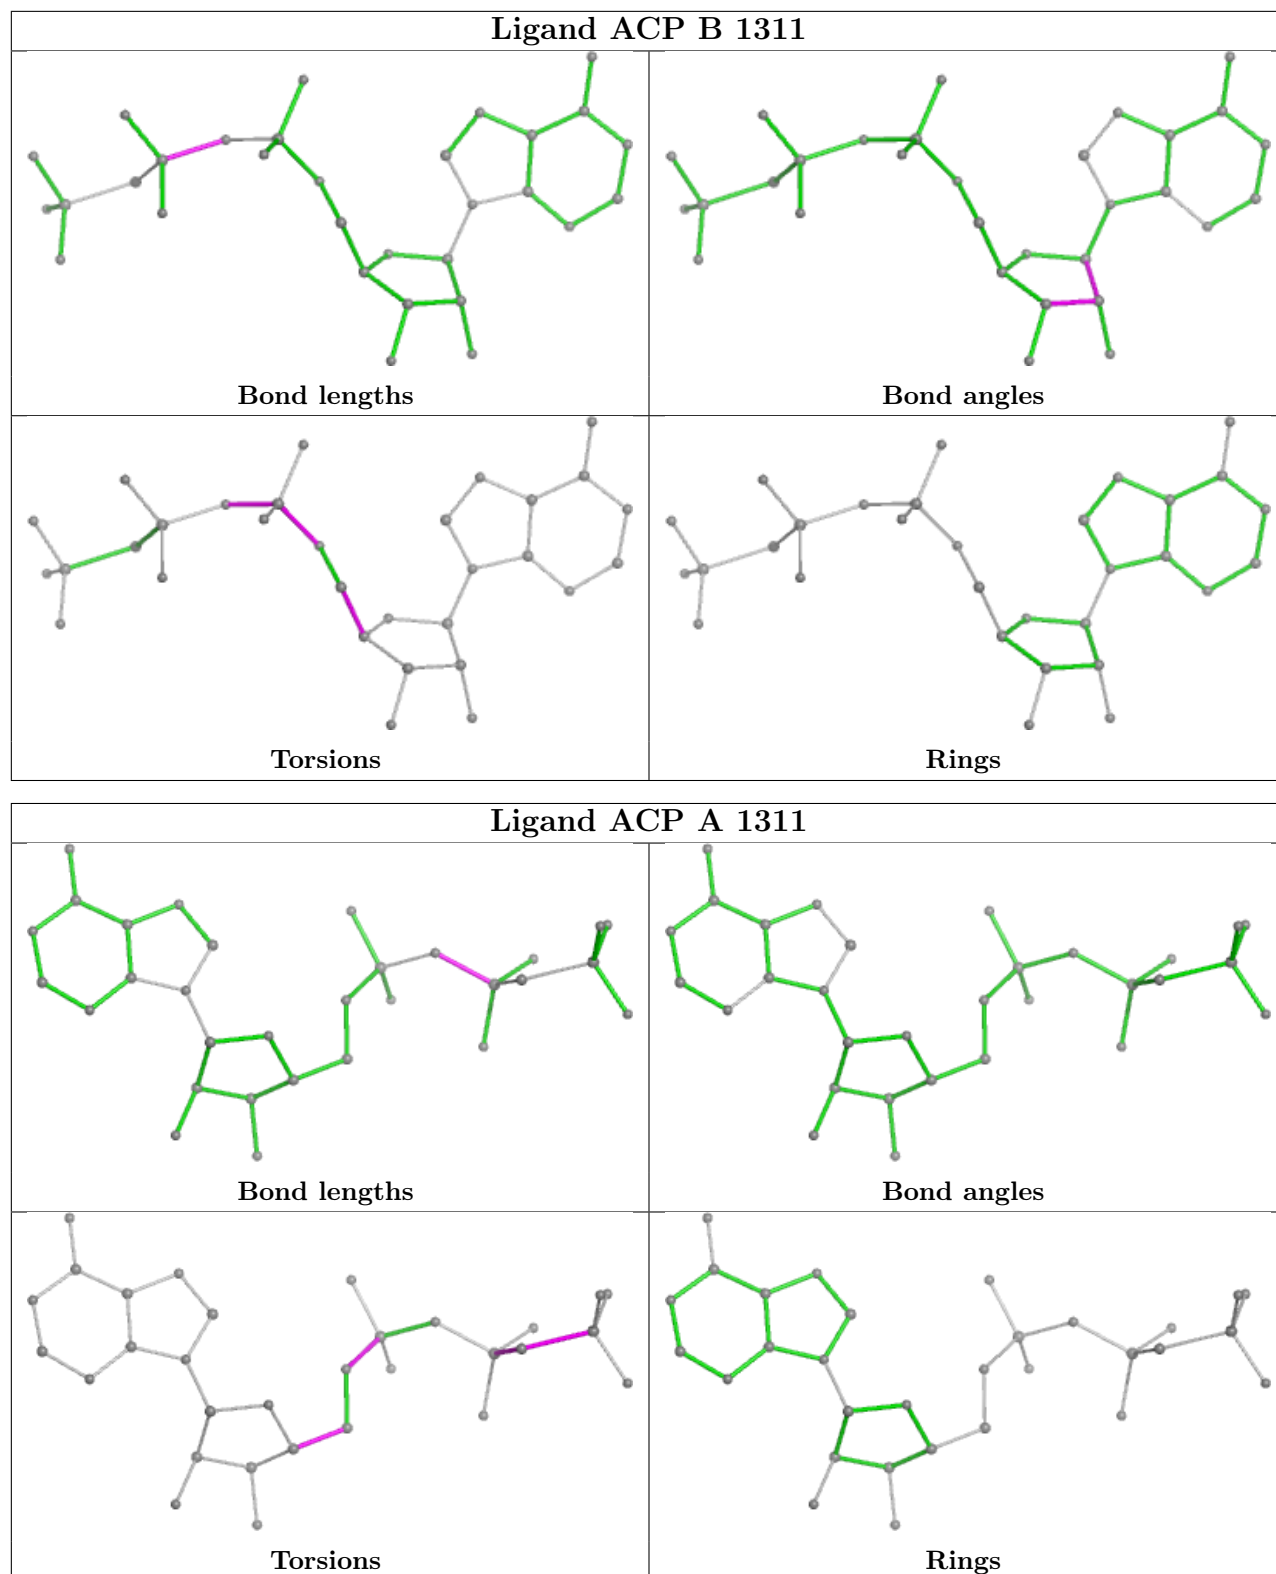 Ligand ACP B 1311
Bond lengths
Bond angles
Torsions
Rings
Ligand ACP A 1311
Bond lengths
Bond angles
Torsions
Rings